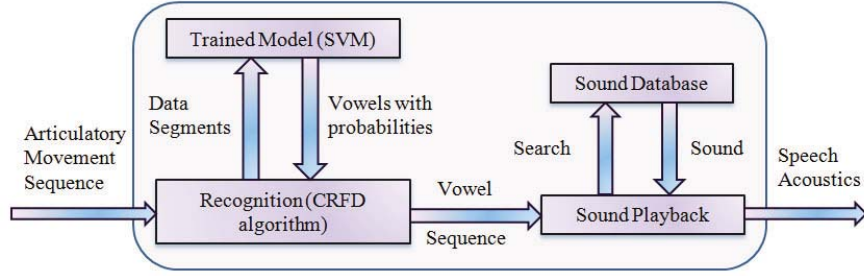 Trained Model (SVM)
Data
Segments
Vowels with
probabilities
Sound Database
Articulatory
Movement
Sequence
Search
Sound
Speech
Acoustics
Recognition (CRFD
algorithm)
Vowel
Sequence
Sound Playback